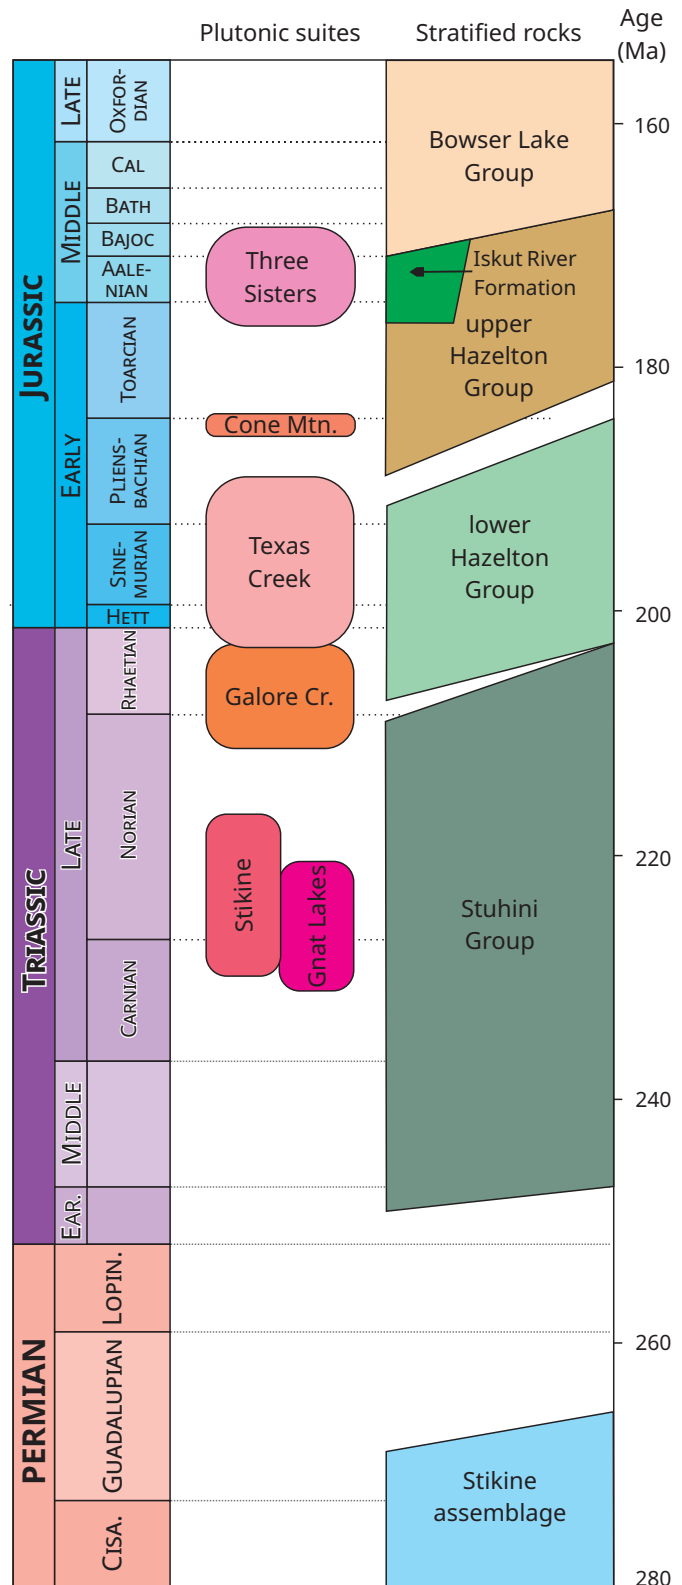 Plutonic suites
Stratified rocks
Age
(Ma)
JURASSIC
LATE
OXFOR-
DIAN
MIDDLE
CAL
BATH
BAJOC
AALE-
NIAN
EARLY
TOARCIAN
PLIENS-
BACHIAN
SINE-
MURIAN
HETT
TRIASSIC
LATE
RHAETIAN
NORIAN
CARNIAN
MIDDLE
EAR.
PERMIAN
LOPIN.
GUADALUPIAN
CISA.
Three
Sisters
Cone Mtn.
Texas
Creek
Galore Cr.
Stikine
Gnat Lakes
Bowser Lake
Group
Iskut River
Formation
upper
Hazelton
Group
lower
Hazelton
Group
Stuhini
Group
Stikine
assemblage
160
180
200
220
240
260
280